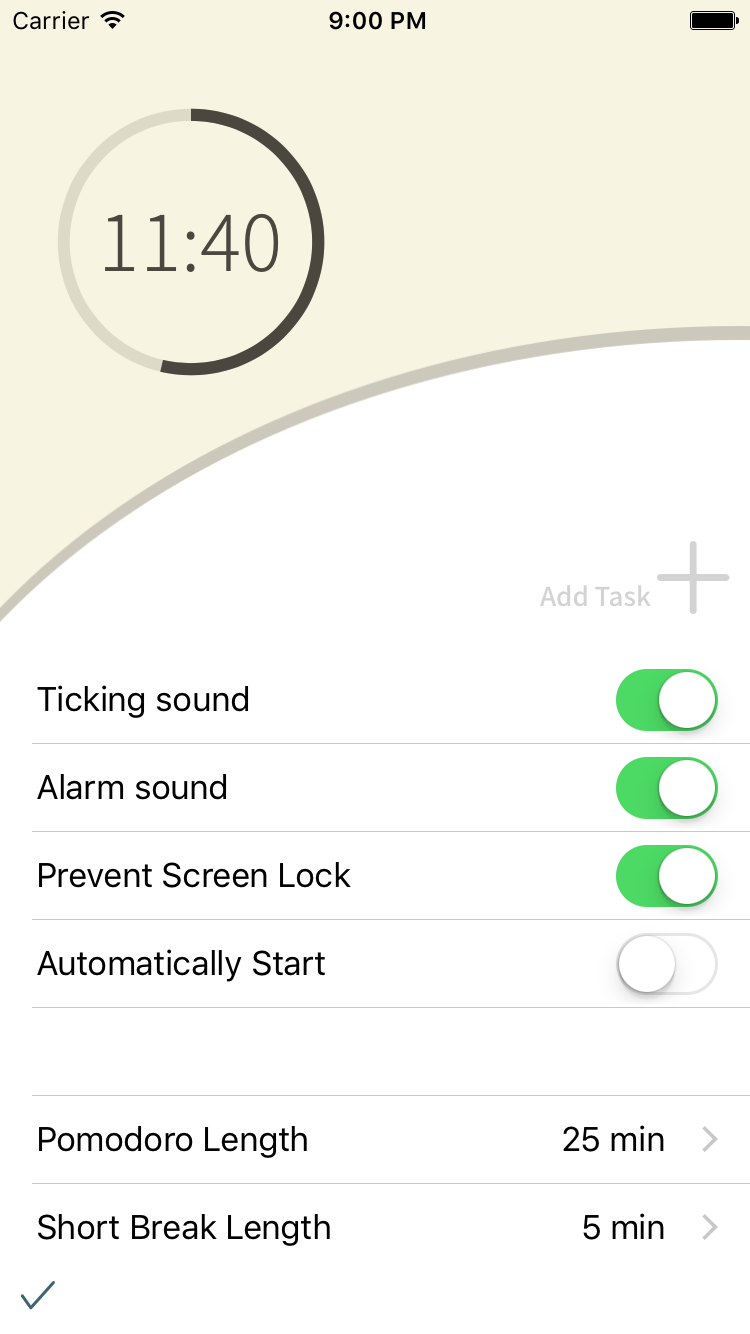 Carrier 9:00 PM
11:40
Add Task
Ticking sound
Alarm sound
Prevent Screen Lock
Automatically Start
Pomodoro Length 25 min
Short Break Length 5 min